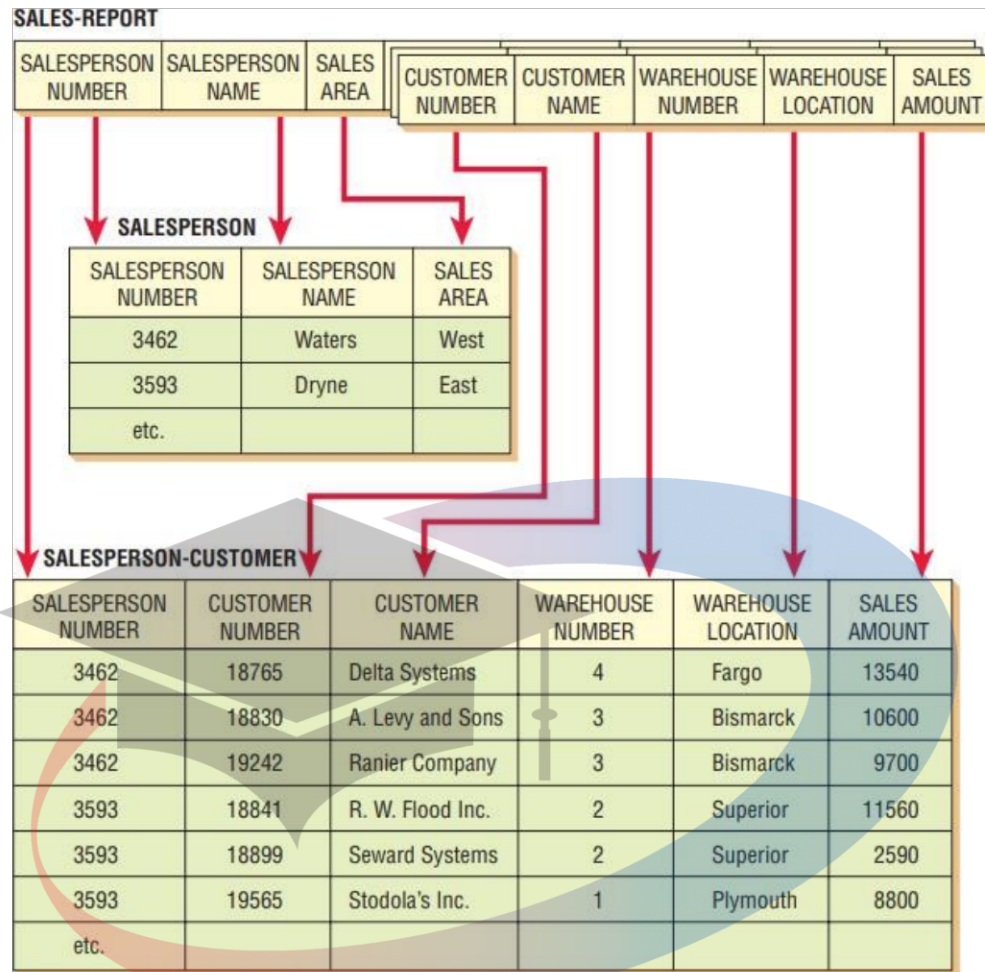 SALES-REPORT
SALESPERSON NUMBER SALESPERSON NAME SALES AREA CUSTOMER NUMBER CUSTOMER NAME WAREHOUSE NUMBER WAREHOUSE LOCATION SALES AMOUNT
SALESPERSON
SALESPERSON NUMBER SALESPERSON NAME SALES AREA
3462 Waters West
3593 Dryne East
etc.
SALESPERSON-CUSTOMER
SALESPERSON NUMBER CUSTOMER NUMBER CUSTOMER NAME WAREHOUSE NUMBER WAREHOUSE LOCATION SALES AMOUNT
3462 18765 Delta Systems 4 Fargo 13540
3462 18830 A. Levy and Sons 3 Bismarck 10600
3462 19242 Ranier Company 3 Bismarck 9700
3593 18841 R. W. Flood Inc. 2 Superior 11560
3593 18899 Seward Systems 2 Superior 2590
3593 19565 Stodola's Inc. 1 Plymouth 8800
etc.